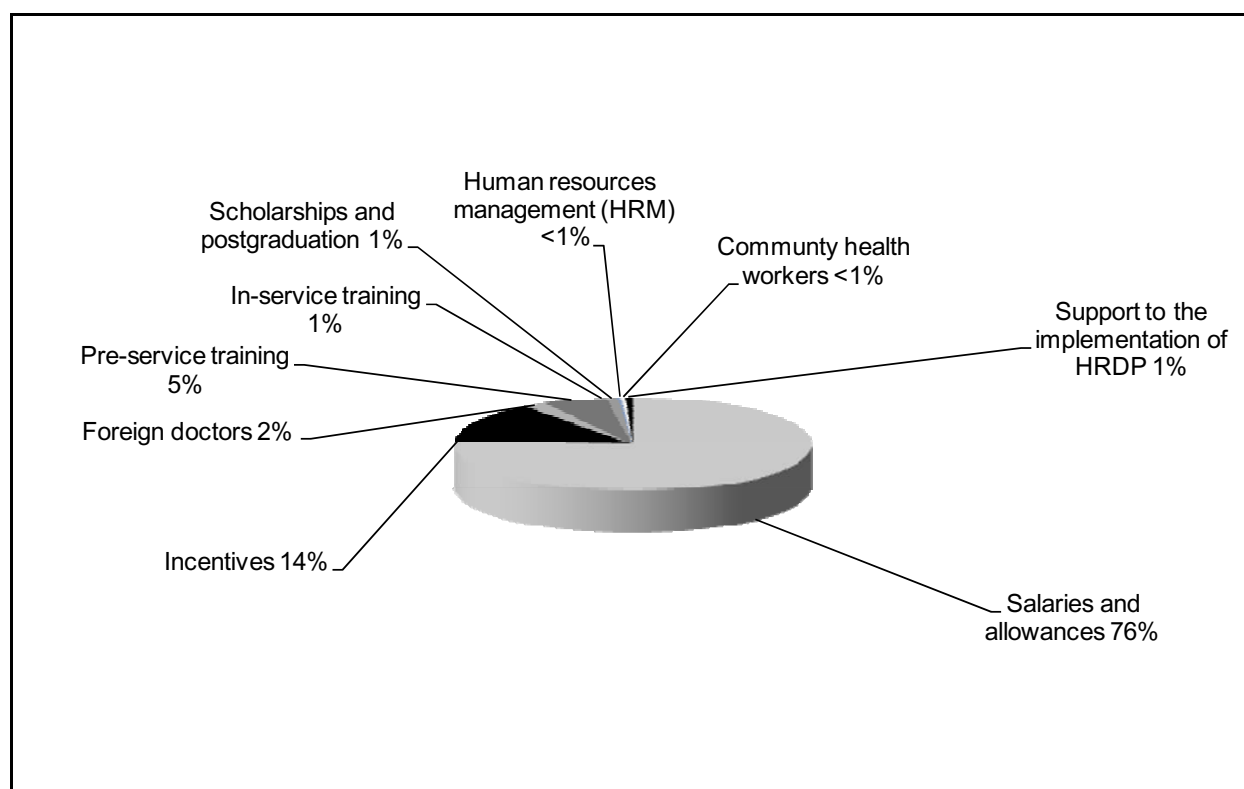 Human resources
management (HRM)
<1%
Scholarships and
postgraduation 1%
Communty health
workers <1%
In-service training
1%
Support to the
implementation of
HRDP 1%
Pre-service training
5%
Foreign doctors 2%
Incentives 14%
Salaries and
allowances 76%